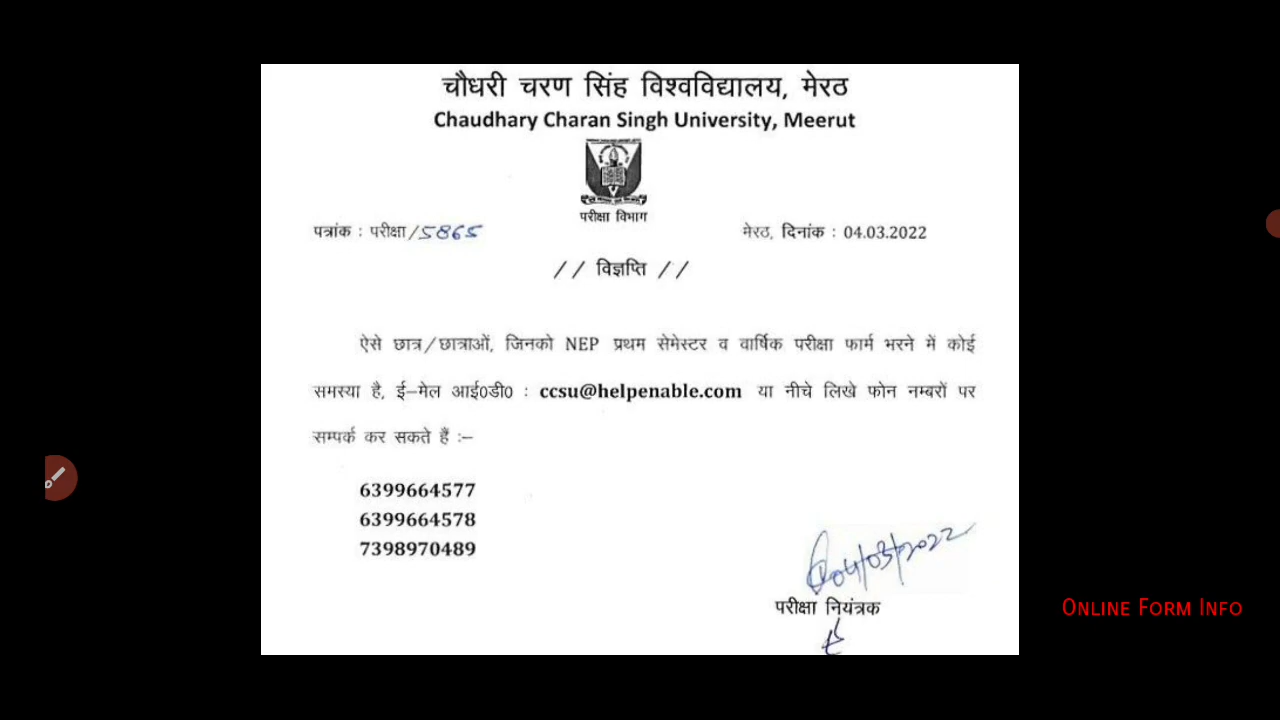 चौधरी चरण सिंह विश्वविद्यालय, मेरठ
Chaudhary Charan Singh University, Meerut
परीक्षा विभाग
पत्रांक : परीक्षा/5865
मेरठ, दिनांक : 04.03.2022
// विज्ञप्ति //
ऐसे छात्र/छात्राओं, जिनको NEP प्रथम सेमेस्टर व वार्षिक परीक्षा फार्म भरने में कोई
समस्या है, ई–मेल आई0डी0 : ccsu@helpenable.com या नीचे लिखे फोन नम्बरों पर
सम्पर्क कर सकते हैं :–
6399664577
6399664578
7398970489
04/03/2022
परीक्षा नियंत्रक
Online Form Info